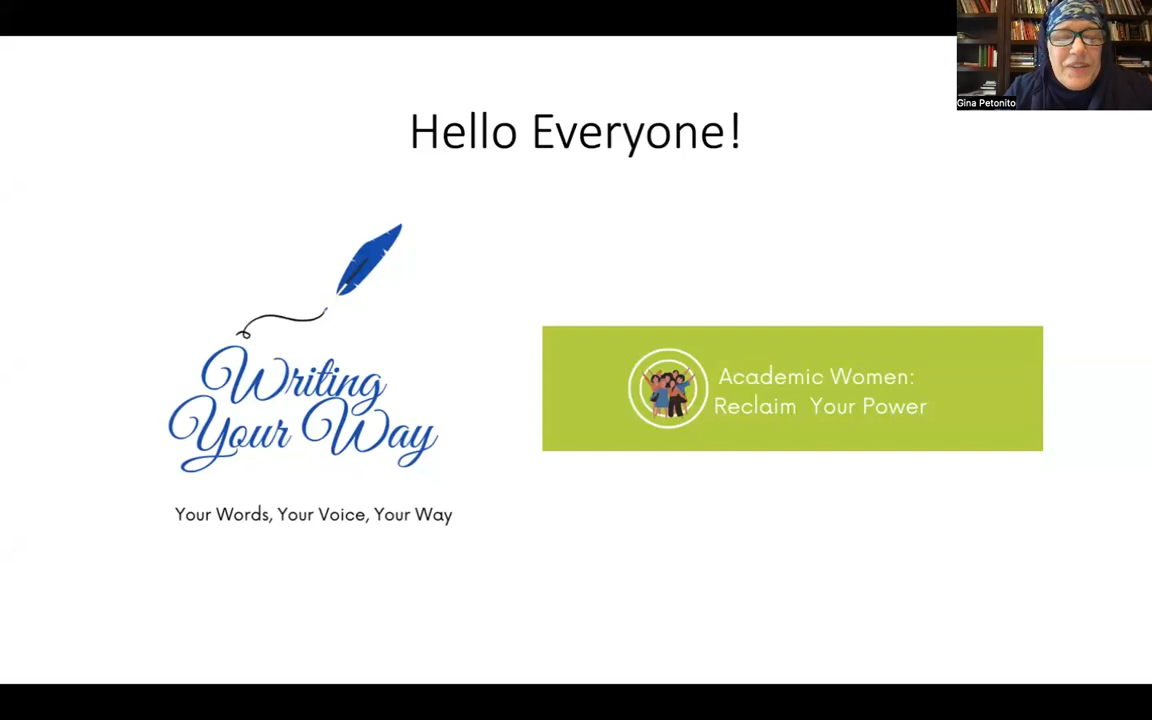 Gina Petonito
Hello Everyone!
Writing
Your Way
Your Words, Your Voice, Your Way
Academic Women:
Reclaim Your Power